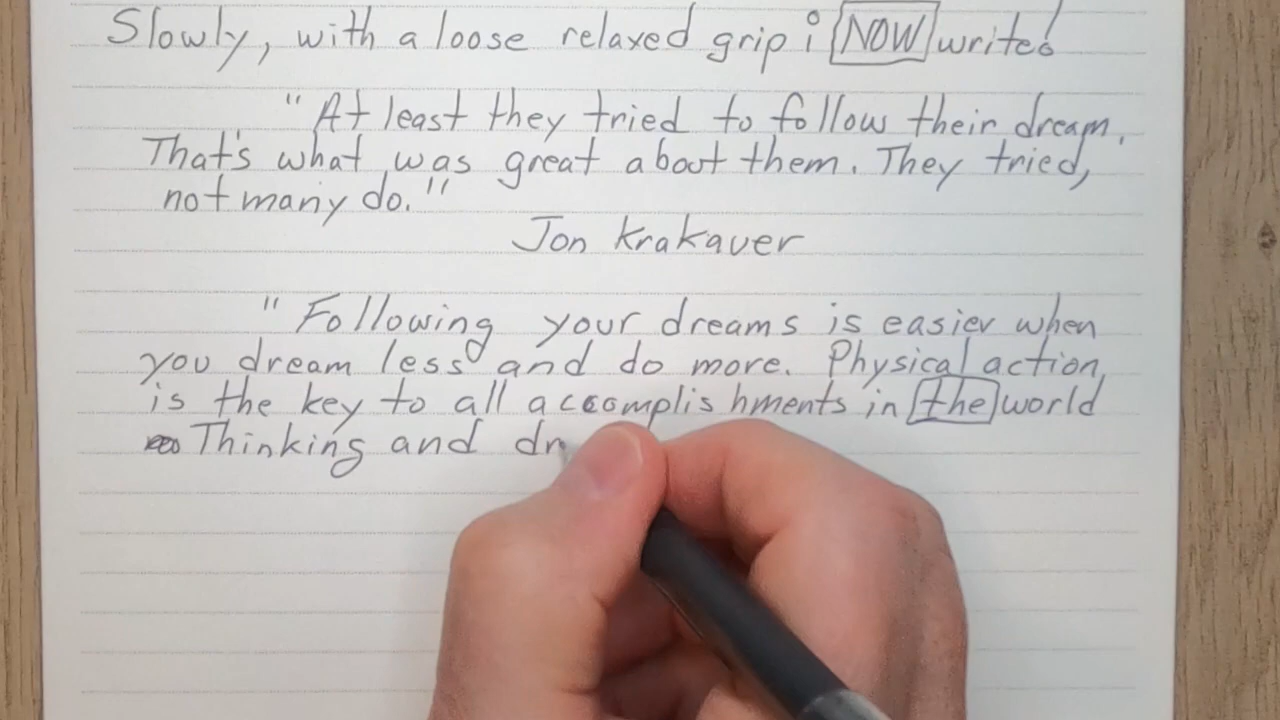 Slowly, with a loose relaxed grip i NOW write!
"At least they tried to follow their dream.
That's what was great about them. They tried,
not many do."
Jon Krakauer
"Following your dreams is easier when
you dream less and do more. Physical action
is the key to all accomplishments in the world
Thinking and dr